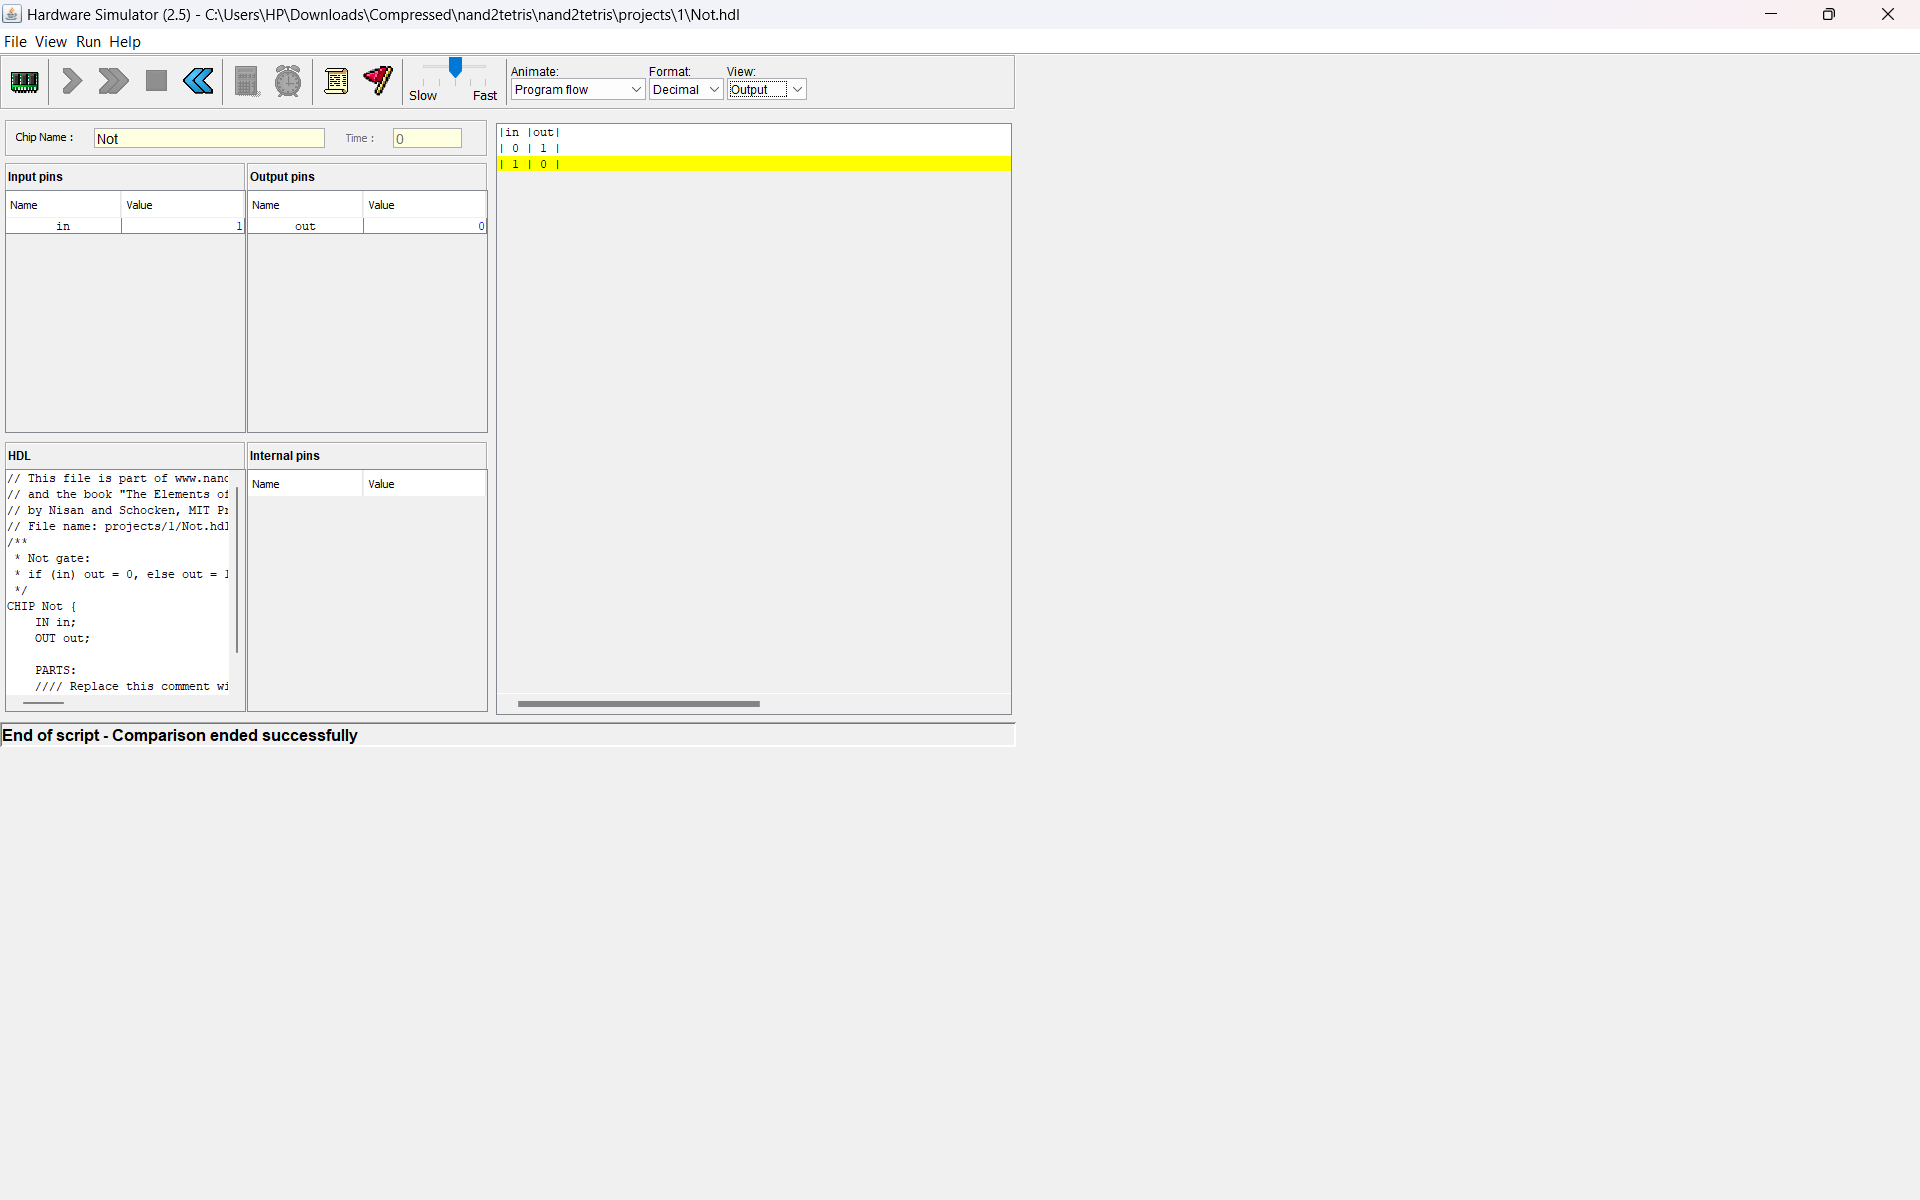 Hardware Simulator (2.5) - C:\Users\HP\Downloads\Compressed\nand2tetris\nand2tetris\projects\1\Not.hdl
File View Run Help
Slow Fast
Animate: Format: View:
Program flow Decimal Output
Chip Name : Not Time : 0
Input pins
Name Value
in 1
Output pins
Name Value
out 0
|in |out|
| 0 | 1 |
| 1 | 0 |
HDL
// This file is part of www.nand
// and the book "The Elements of
// by Nisan and Schocken, MIT Pr
// File name: projects/1/Not.hdl
/**
* Not gate:
* if (in) out = 0, else out = 1
*/
CHIP Not {
IN in;
OUT out;
PARTS:
//// Replace this comment wi
Internal pins
Name Value
End of script - Comparison ended successfully